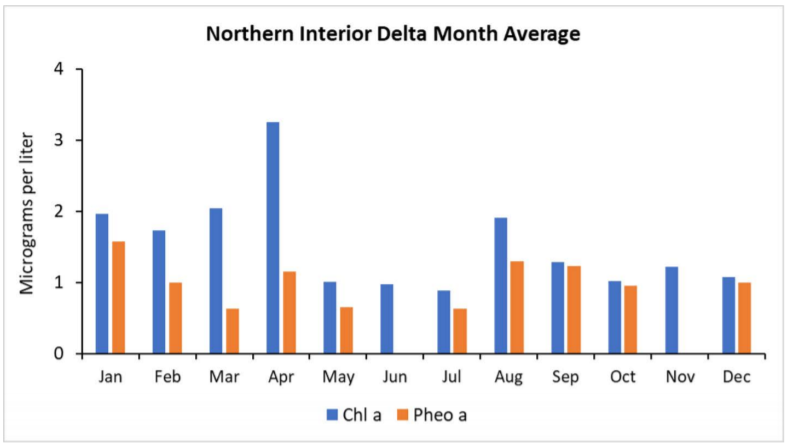 Northern Interior Delta Month Average
Micrograms per liter
4
3
2
1
0
Jan Feb Mar Apr May Jun Jul Aug Sep Oct Nov Dec
Chl a Pheo a